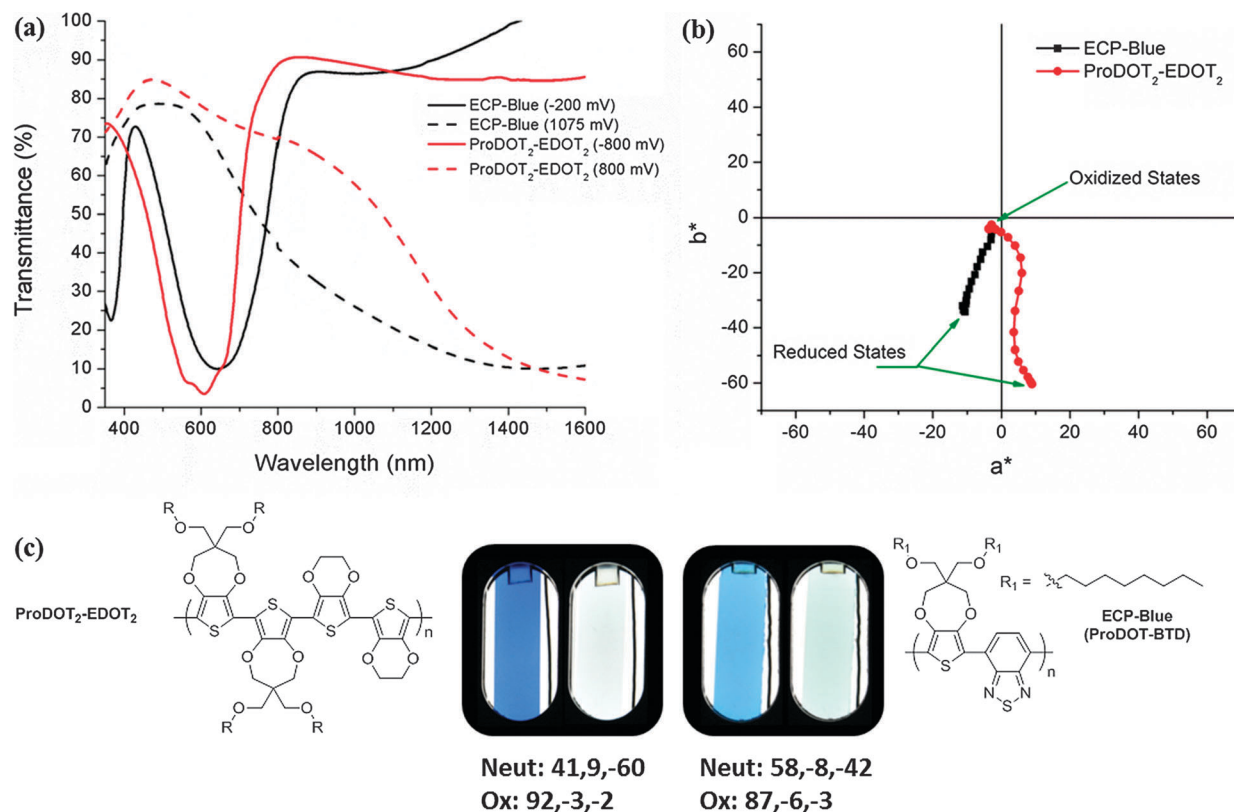 (a)
100
90
80
70
60
50
40
30
20
10
0
Transmittance (%)
ECP-Blue (-200 mV)
ECP-Blue (1075 mV)
ProDOT₂-EDOT₂ (-800 mV)
ProDOT₂-EDOT₂ (800 mV)
400 600 800 1000 1200 1400 1600
Wavelength (nm)
(b)
60
40
20
0
-20
-40
-60
b*
ECP-Blue
ProDOT₂-EDOT₂
Oxidized States
Reduced States
-60 -40 -20 0 20 40 60
a*
(c)
ProDOT₂-EDOT₂
R R
O O
O O O O
S S
S S n
O O O O
O O
R R
Neut: 41,9,-60
Ox: 92,-3,-2
Neut: 58,-8,-42
Ox: 87,-6,-3
R₁ R₁
O O
O O
S n
N N
S
R₁ =
ECP-Blue
(ProDOT-BTD)